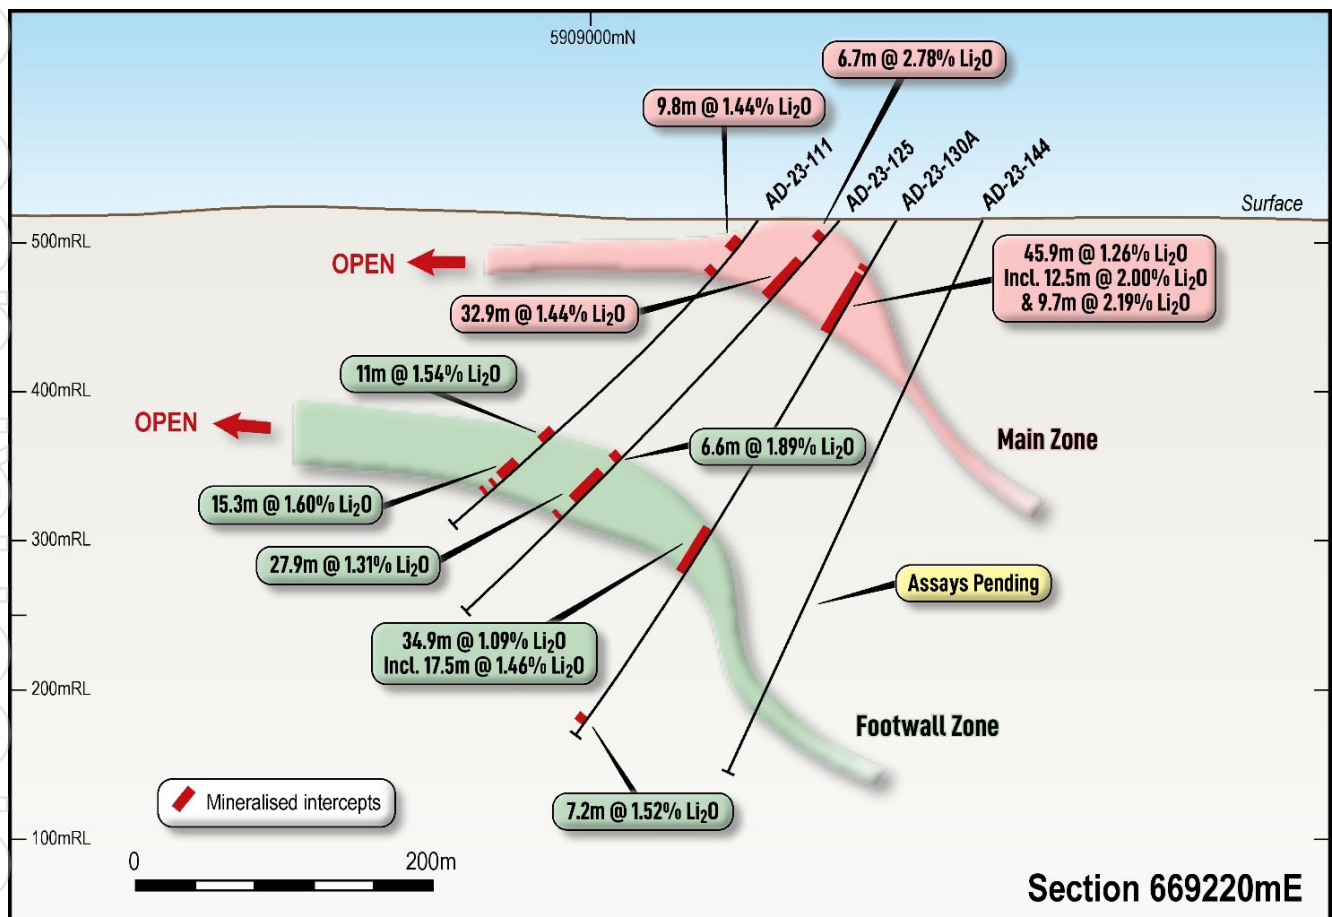 5909000mN
6.7m @ 2.78% Li₂O
9.8m @ 1.44% Li₂O
AD-23-111
AD-23-125
AD-23-130A
AD-23-144
Surface
500mRL
OPEN
45.9m @ 1.26% Li₂O
Incl. 12.5m @ 2.00% Li₂O
& 9.7m @ 2.19% Li₂O
32.9m @ 1.44% Li₂O
11m @ 1.54% Li₂O
400mRL
OPEN
Main Zone
6.6m @ 1.89% Li₂O
15.3m @ 1.60% Li₂O
300mRL
27.9m @ 1.31% Li₂O
Assays Pending
34.9m @ 1.09% Li₂O
Incl. 17.5m @ 1.46% Li₂O
200mRL
Footwall Zone
Mineralised intercepts
7.2m @ 1.52% Li₂O
100mRL
0
200m
Section 669220mE